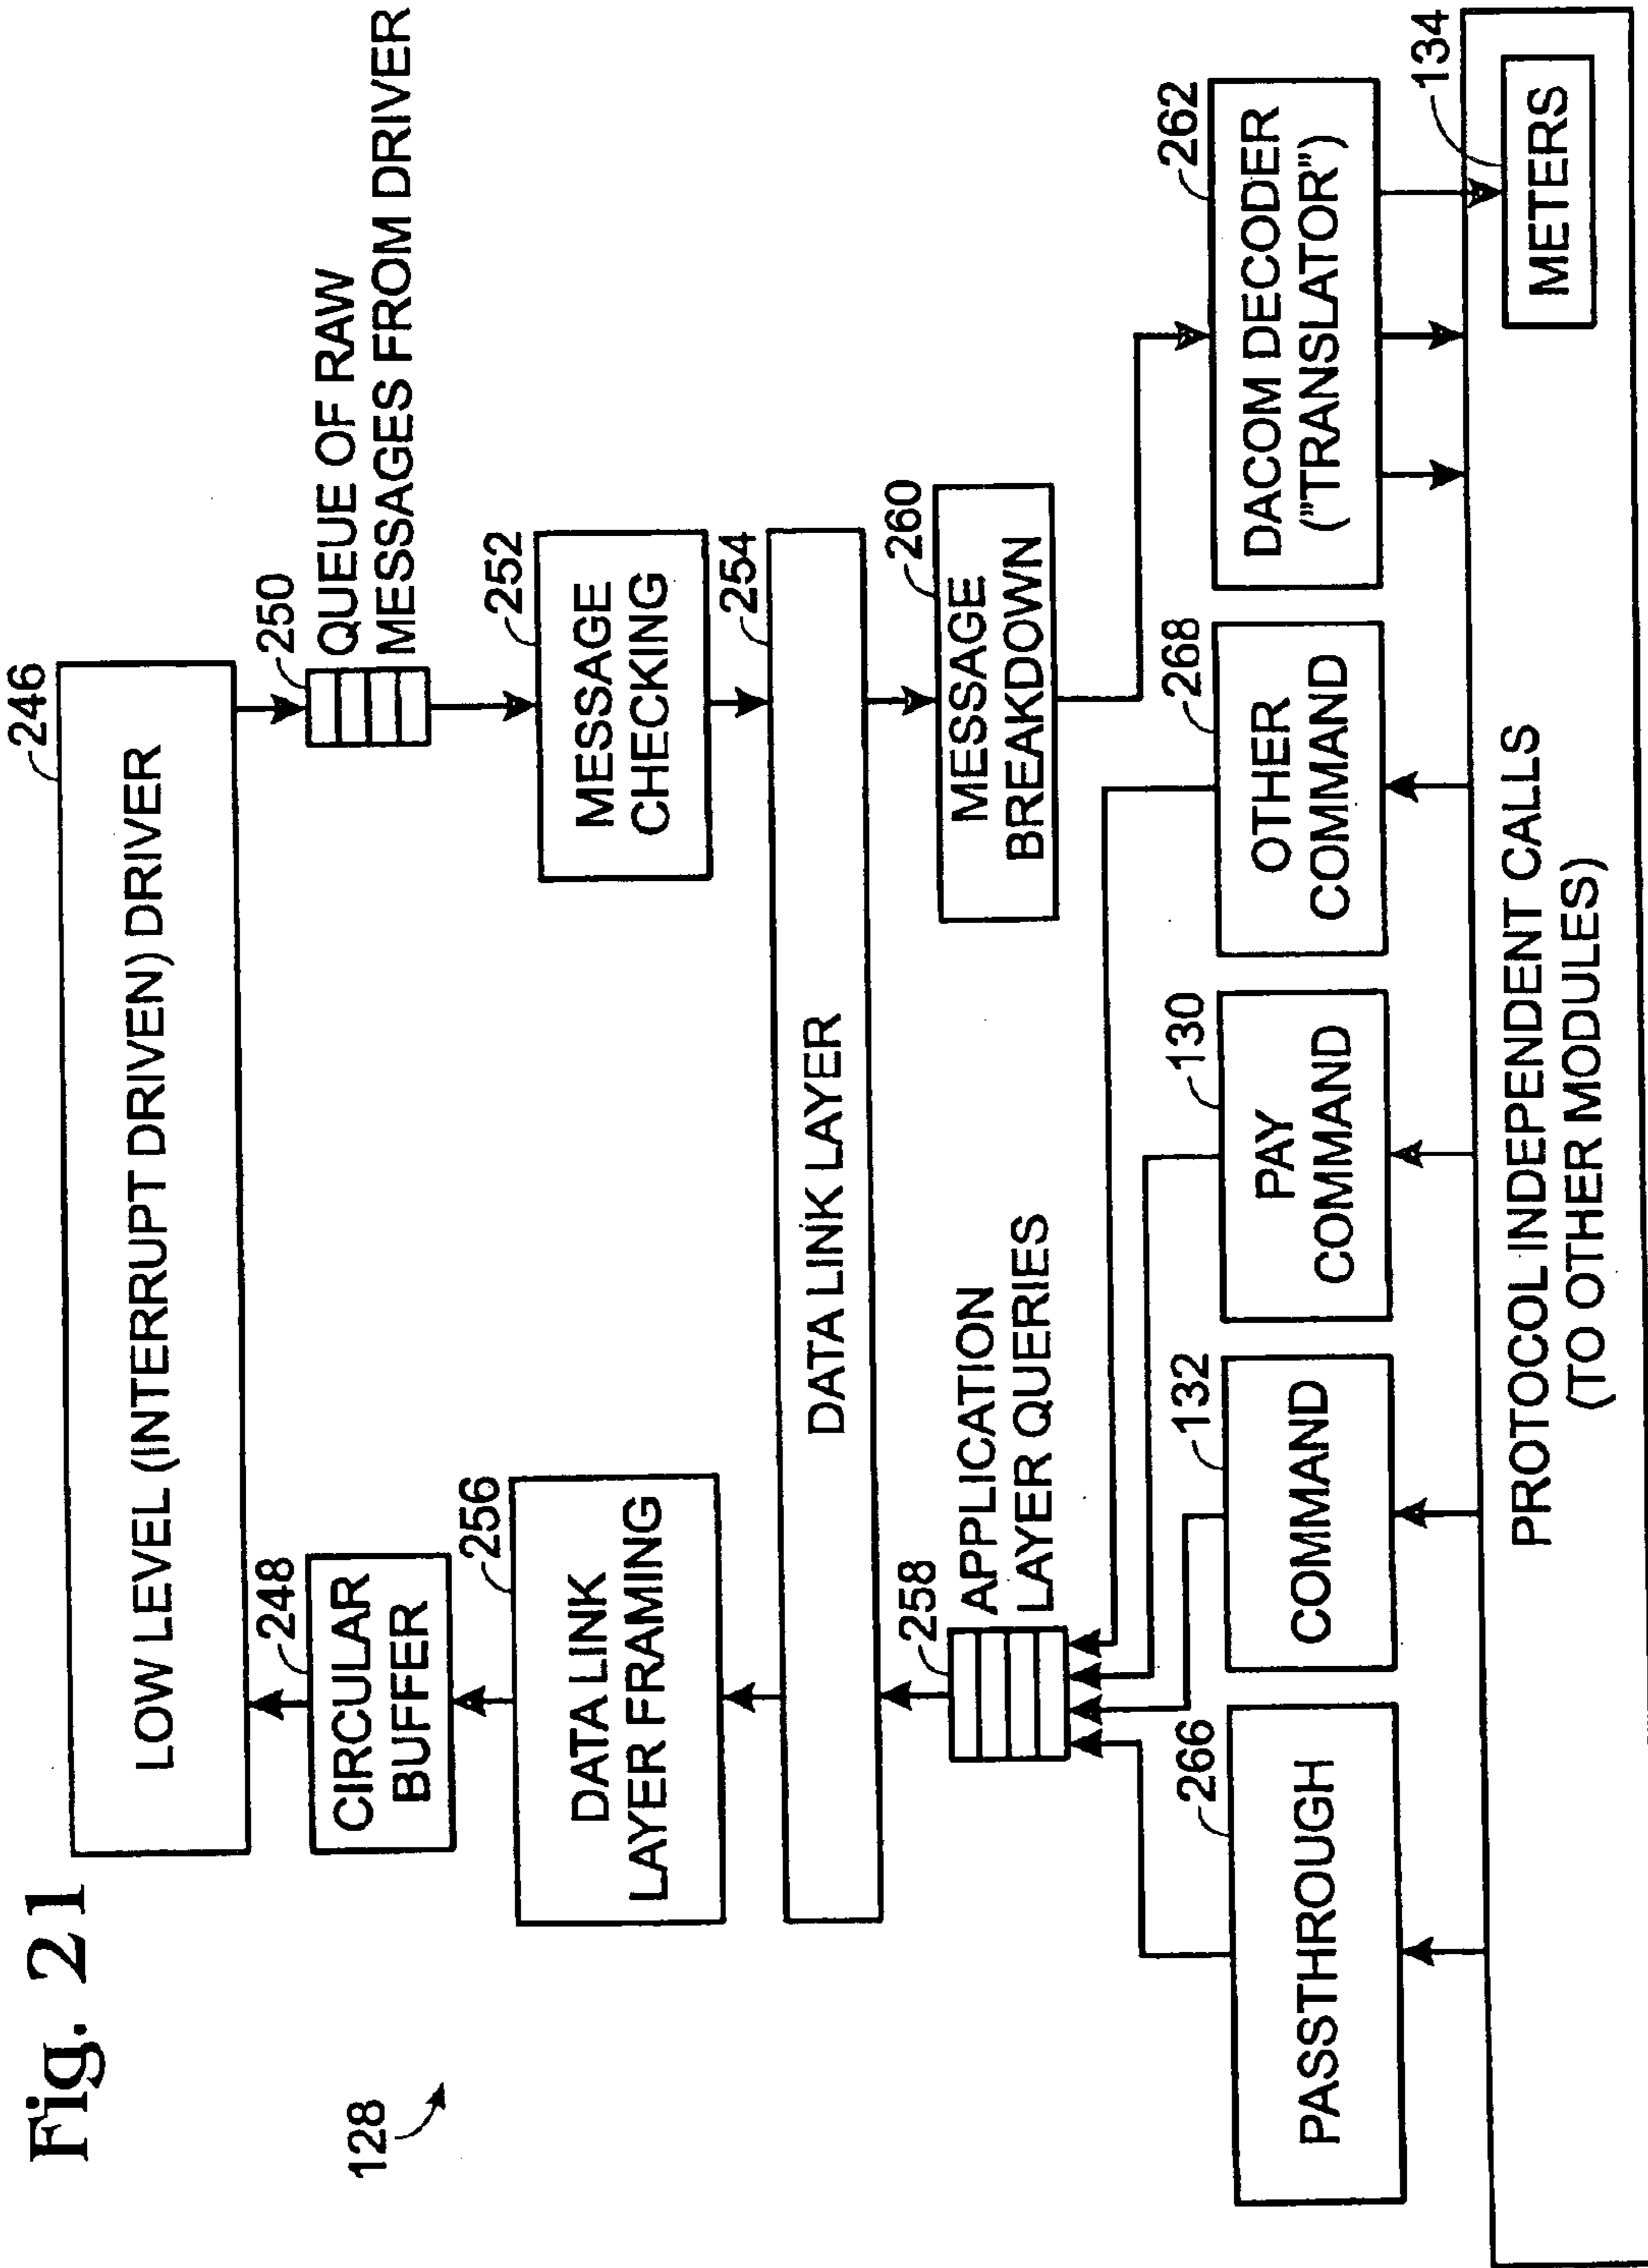 Fig. 21
128
246
LOW LEVEL (INTERRUPT DRIVEN) DRIVER
248
CIRCULAR
BUFFER
250
QUEUE OF RAW
MESSAGES FROM DRIVER
256
DATA LINK
LAYER FRAMING
252
MESSAGE
CHECKING
254
DATA LINK LAYER
258
APPLICATION
LAYER QUERIES
260
MESSAGE
BREAKDOWN
266
PASSTHROUGH
132
COMMAND
130
PAY
COMMAND
268
OTHER
COMMAND
262
DACOM DECODER
("TRANSLATOR")
134
METERS
PROTOCOL INDEPENDENT CALLS
(TO OTHER MODULES)